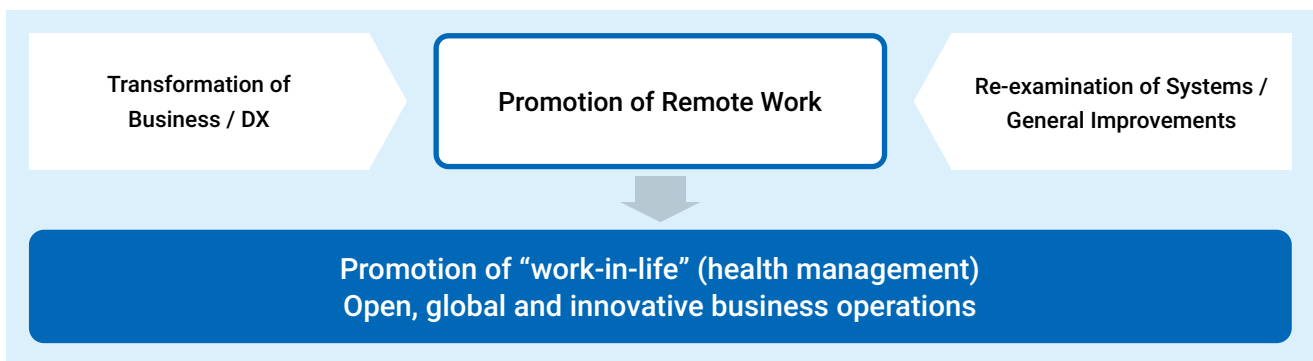 Transformation of
Business / DX
Promotion of Remote Work
Re-examination of Systems /
General Improvements
Promotion of “work-in-life” (health management)
Open, global and innovative business operations